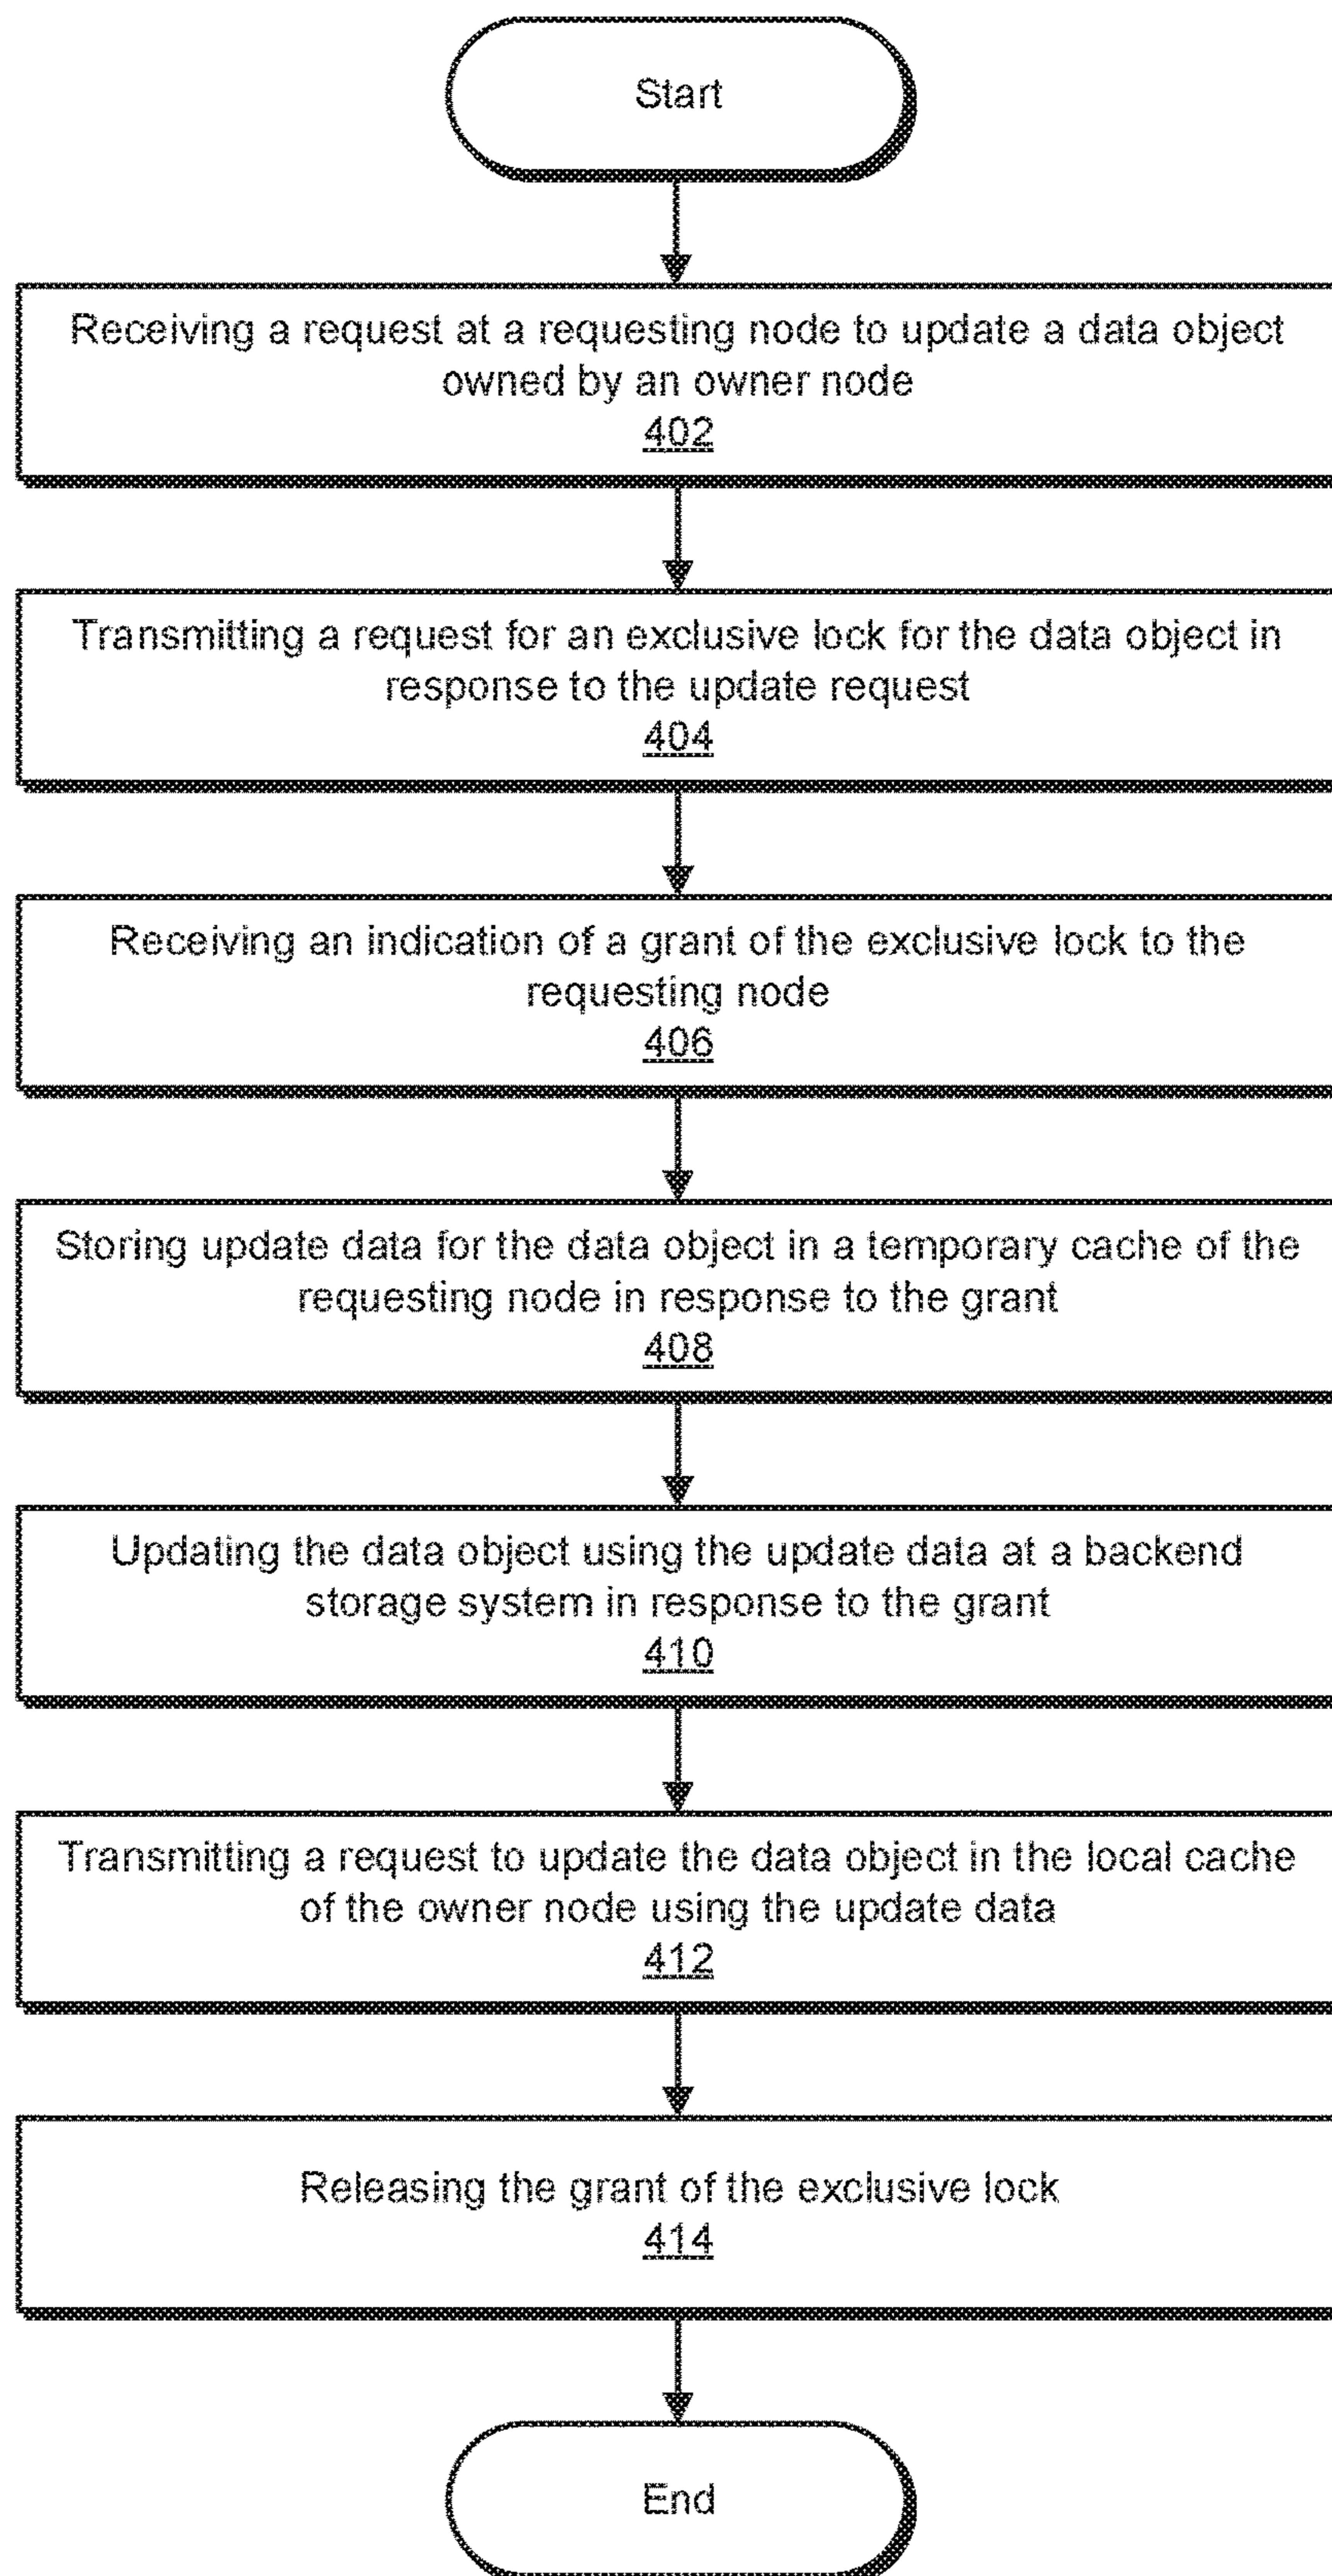 Start
Receiving a request at a requesting node to update a data object
owned by an owner node
402
Transmitting a request for an exclusive lock for the data object in
response to the update request
404
Receiving an indication of a grant of the exclusive lock to the
requesting node
406
Storing update data for the data object in a temporary cache of the
requesting node in response to the grant
408
Updating the data object using the update data at a backend
storage system in response to the grant
410
Transmitting a request to update the data object in the local cache
of the owner node using the update data
412
Releasing the grant of the exclusive lock
414
End